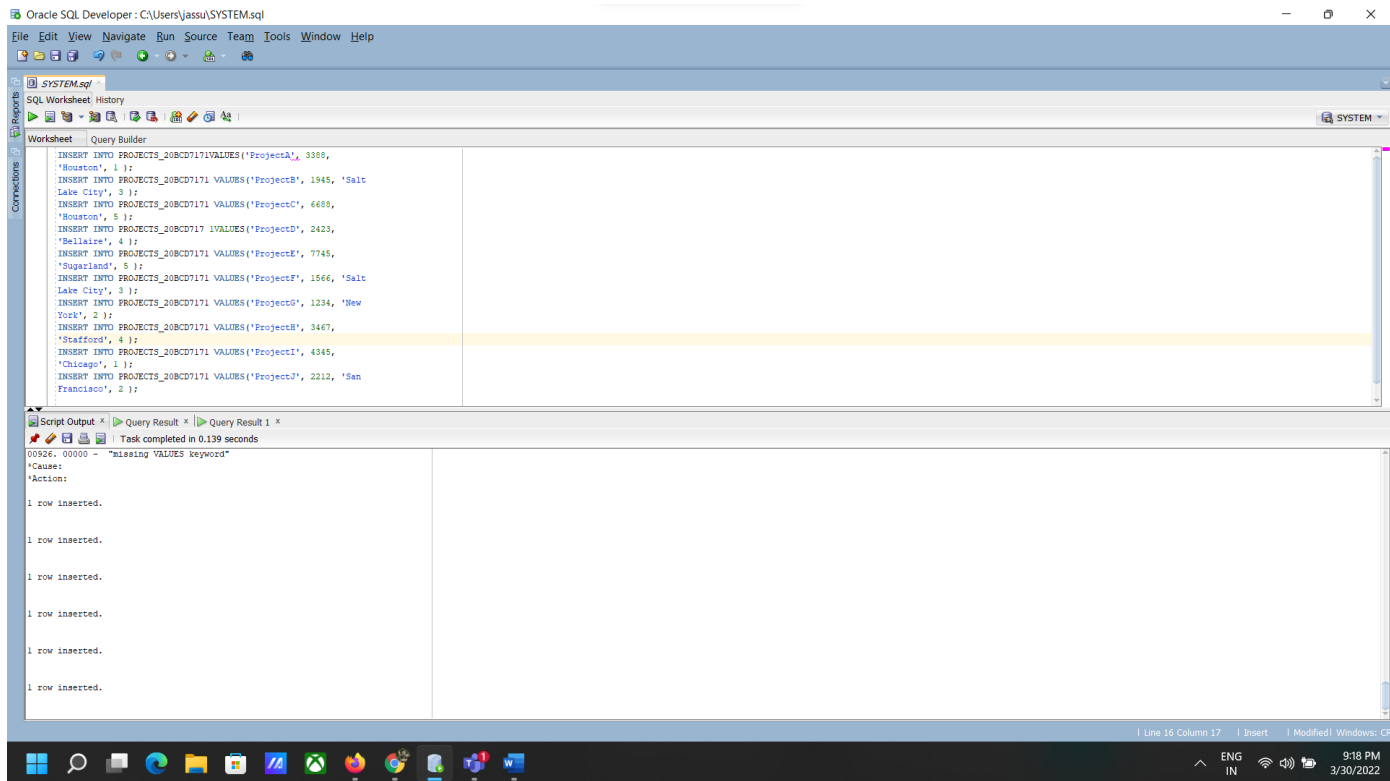 Oracle SQL Developer : C:\Users\jassu\SYSTEM.sql
File Edit View Navigate Run Source Team Tools Window Help
SYSTEM.sql
SQL Worksheet History
SYSTEM
Worksheet Query Builder
Reports
Connections
INSERT INTO PROJECTS_20BCD7171VALUES('ProjectA', 3388,
'Houston', 1 );
INSERT INTO PROJECTS_20BCD7171 VALUES('ProjectB', 1945, 'Salt
Lake City', 3 );
INSERT INTO PROJECTS_20BCD7171 VALUES('ProjectC', 6688,
'Houston', 5 );
INSERT INTO PROJECTS_20BCD717 1VALUES('ProjectD', 2423,
'Bellaire', 4 );
INSERT INTO PROJECTS_20BCD7171 VALUES('ProjectE', 7745,
'Sugarland', 5 );
INSERT INTO PROJECTS_20BCD7171 VALUES('ProjectF', 1566, 'Salt
Lake City', 3 );
INSERT INTO PROJECTS_20BCD7171 VALUES('ProjectG', 1234, 'New
York', 2 );
INSERT INTO PROJECTS_20BCD7171 VALUES('ProjectH', 3467,
'Stafford', 4 );
INSERT INTO PROJECTS_20BCD7171 VALUES('ProjectI', 4345,
'Chicago', 1 );
INSERT INTO PROJECTS_20BCD7171 VALUES('ProjectJ', 2212, 'San
Francisco', 2 );
Script Output × Query Result × Query Result 1 ×
Task completed in 0.139 seconds
00926. 00000 - "missing VALUES keyword"
*Cause:
*Action:
1 row inserted.
1 row inserted.
1 row inserted.
1 row inserted.
1 row inserted.
1 row inserted.
Line 16 Column 17 Insert Modified Windows: CR
ENG
IN
9:18 PM
3/30/2022